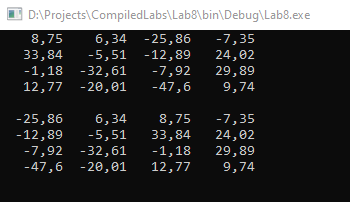 D:\Projects\CompiledLabs\Lab8\bin\Debug\Lab8.exe
8,75 6,34 -25,86 -7,35
33,84 -5,51 -12,89 24,02
-1,18 -32,61 -7,92 29,89
12,77 -20,01 -47,6 9,74
-25,86 6,34 8,75 -7,35
-12,89 -5,51 33,84 24,02
-7,92 -32,61 -1,18 29,89
-47,6 -20,01 12,77 9,74